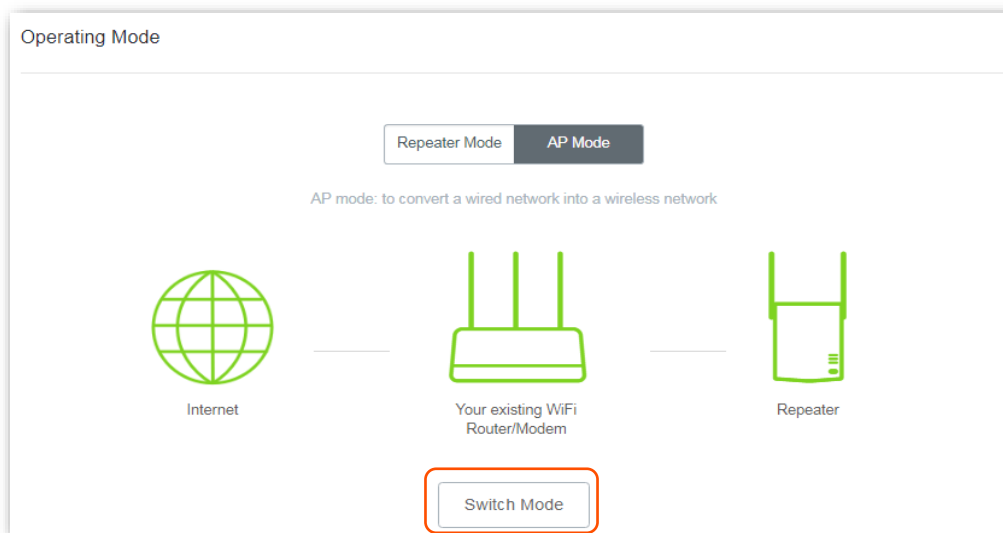 Operating Mode
Repeater Mode AP Mode
AP mode: to convert a wired network into a wireless network
Internet
Your existing WiFi
Router/Modem
Repeater
Switch Mode